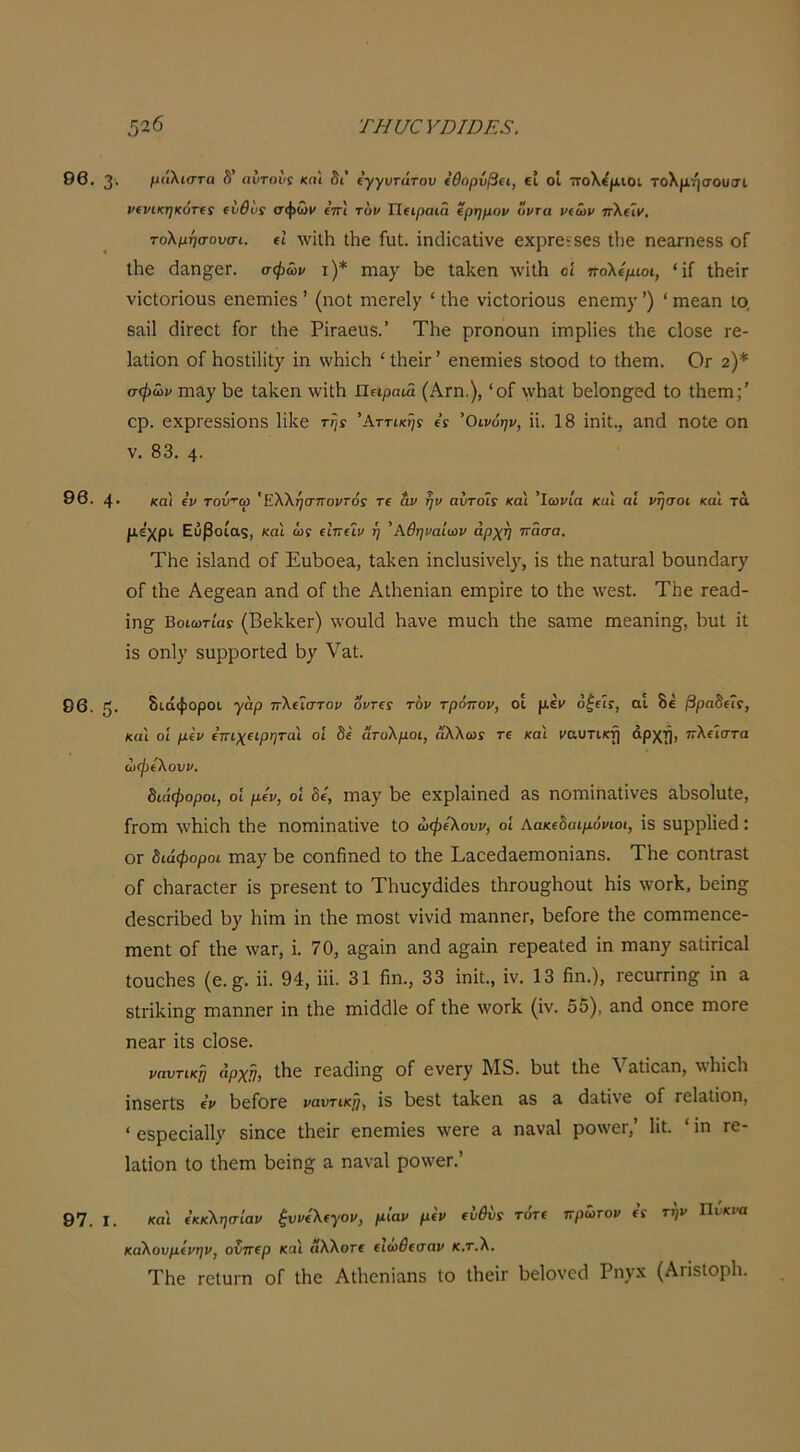 526 THUCYDIDES.
96. 3. μάλιστα δ’ αὐτοὺς καὶ δι’ ἐγγυτάτου ἐθορύβει, εἰ οἱ πολέμιοι τολμήσουσι
νενικηκότες εὐθὺς σφῶν ἐπὶ τὸν Πειραιᾶ ἐρῆμον ὄντα νεῶν πλεῖν.
τολμήσουσι. εἰ with the fut. indicative expresses the nearness of
the danger. σφῶν 1)* may be taken with οἱ πολέμιοι, ‘if their
victorious enemies’ (not merely ‘the victorious enemy’) ‘mean to
sail direct for the Piraeus.’ The pronoun implies the close re-
lation of hostility in which ‘their’ enemies stood to them. Or 2)*
σφῶν may be taken with Πειραιᾶ (Arn.), ‘of what belonged to them;’
cp. expressions like τῆς Ἀττικῆς ἐς Οἰνόην, ii. 18 init., and note on
v. 83. 4.
96. 4. καὶ ἐν τούτῳ Ἑλλήσποντός τε ἂν ἦν αὐτοῖς καὶ Ἰωνία καὶ αἱ νῆσοι καὶ τὰ
μέχρι Εὐβοίας, καὶ ὡς εἰπεῖν ἡ Ἀθηναίων ἀρχὴ πᾶσα.
The island of Euboea, taken inclusively, is the natural boundary
of the Aegean and of the Athenian empire to the west. The read-
ing Βοιωτίας (Bekker) would have much the same meaning, but it
is only supported by Vat.
96. 5. διάφοροι γὰρ πλεῖστον ὄντες τὸν τρόπον, οἱ μὲν ὀξεῖς, αἱ δὲ βραδεῖς,
καὶ οἱ μὲν ἐπιχειρηταὶ οἱ δὲ ἄτολμοι, ἄλλως τε καὶ ναυτικῇ ἀρχῇ, πλεῖστα
ὠφέλουν.
διάφοροι, οἱ μέν, οἱ δέ, may be explained as nominatives absolute,
from which the nominative to ὠφέλουν, οἱ Λακεδαιμόνιοι, is supplied:
or διάφοροι may be confined to the Lacedaemonians. The contrast
of character is present to Thucydides throughout his work, being
described by him in the most vivid manner, before the commence-
ment of the war, i. 70, again and again repeated in many satirical
touches (e. g. ii. 94, iii. 31 fin., 33 init., iv. 13 fin.), recurring in a
striking manner in the middle of the work (iv. 55), and once more
near its close.
ναυτικῇ ἀρχῇ, the reading of every MS. but the Vatican, which
inserts ἐν before ναυτικῇ, is best taken as a dative of relation,
‘especially since their enemies were a naval power,’ lit. ‘in re-
lation to them being a naval power.’
97. 1. καὶ ἐκκλησίαν ξυνέλεγον, μίαν μὲν εὐθὺς τότε πρῶτον ἐς τὴν Πύκνα
καλουμένην, οὗπερ καὶ ἄλλοτε εἰώθεσαν κ.τ.λ.
The return of the Athenians to their beloved Pnyx (Aristoph.